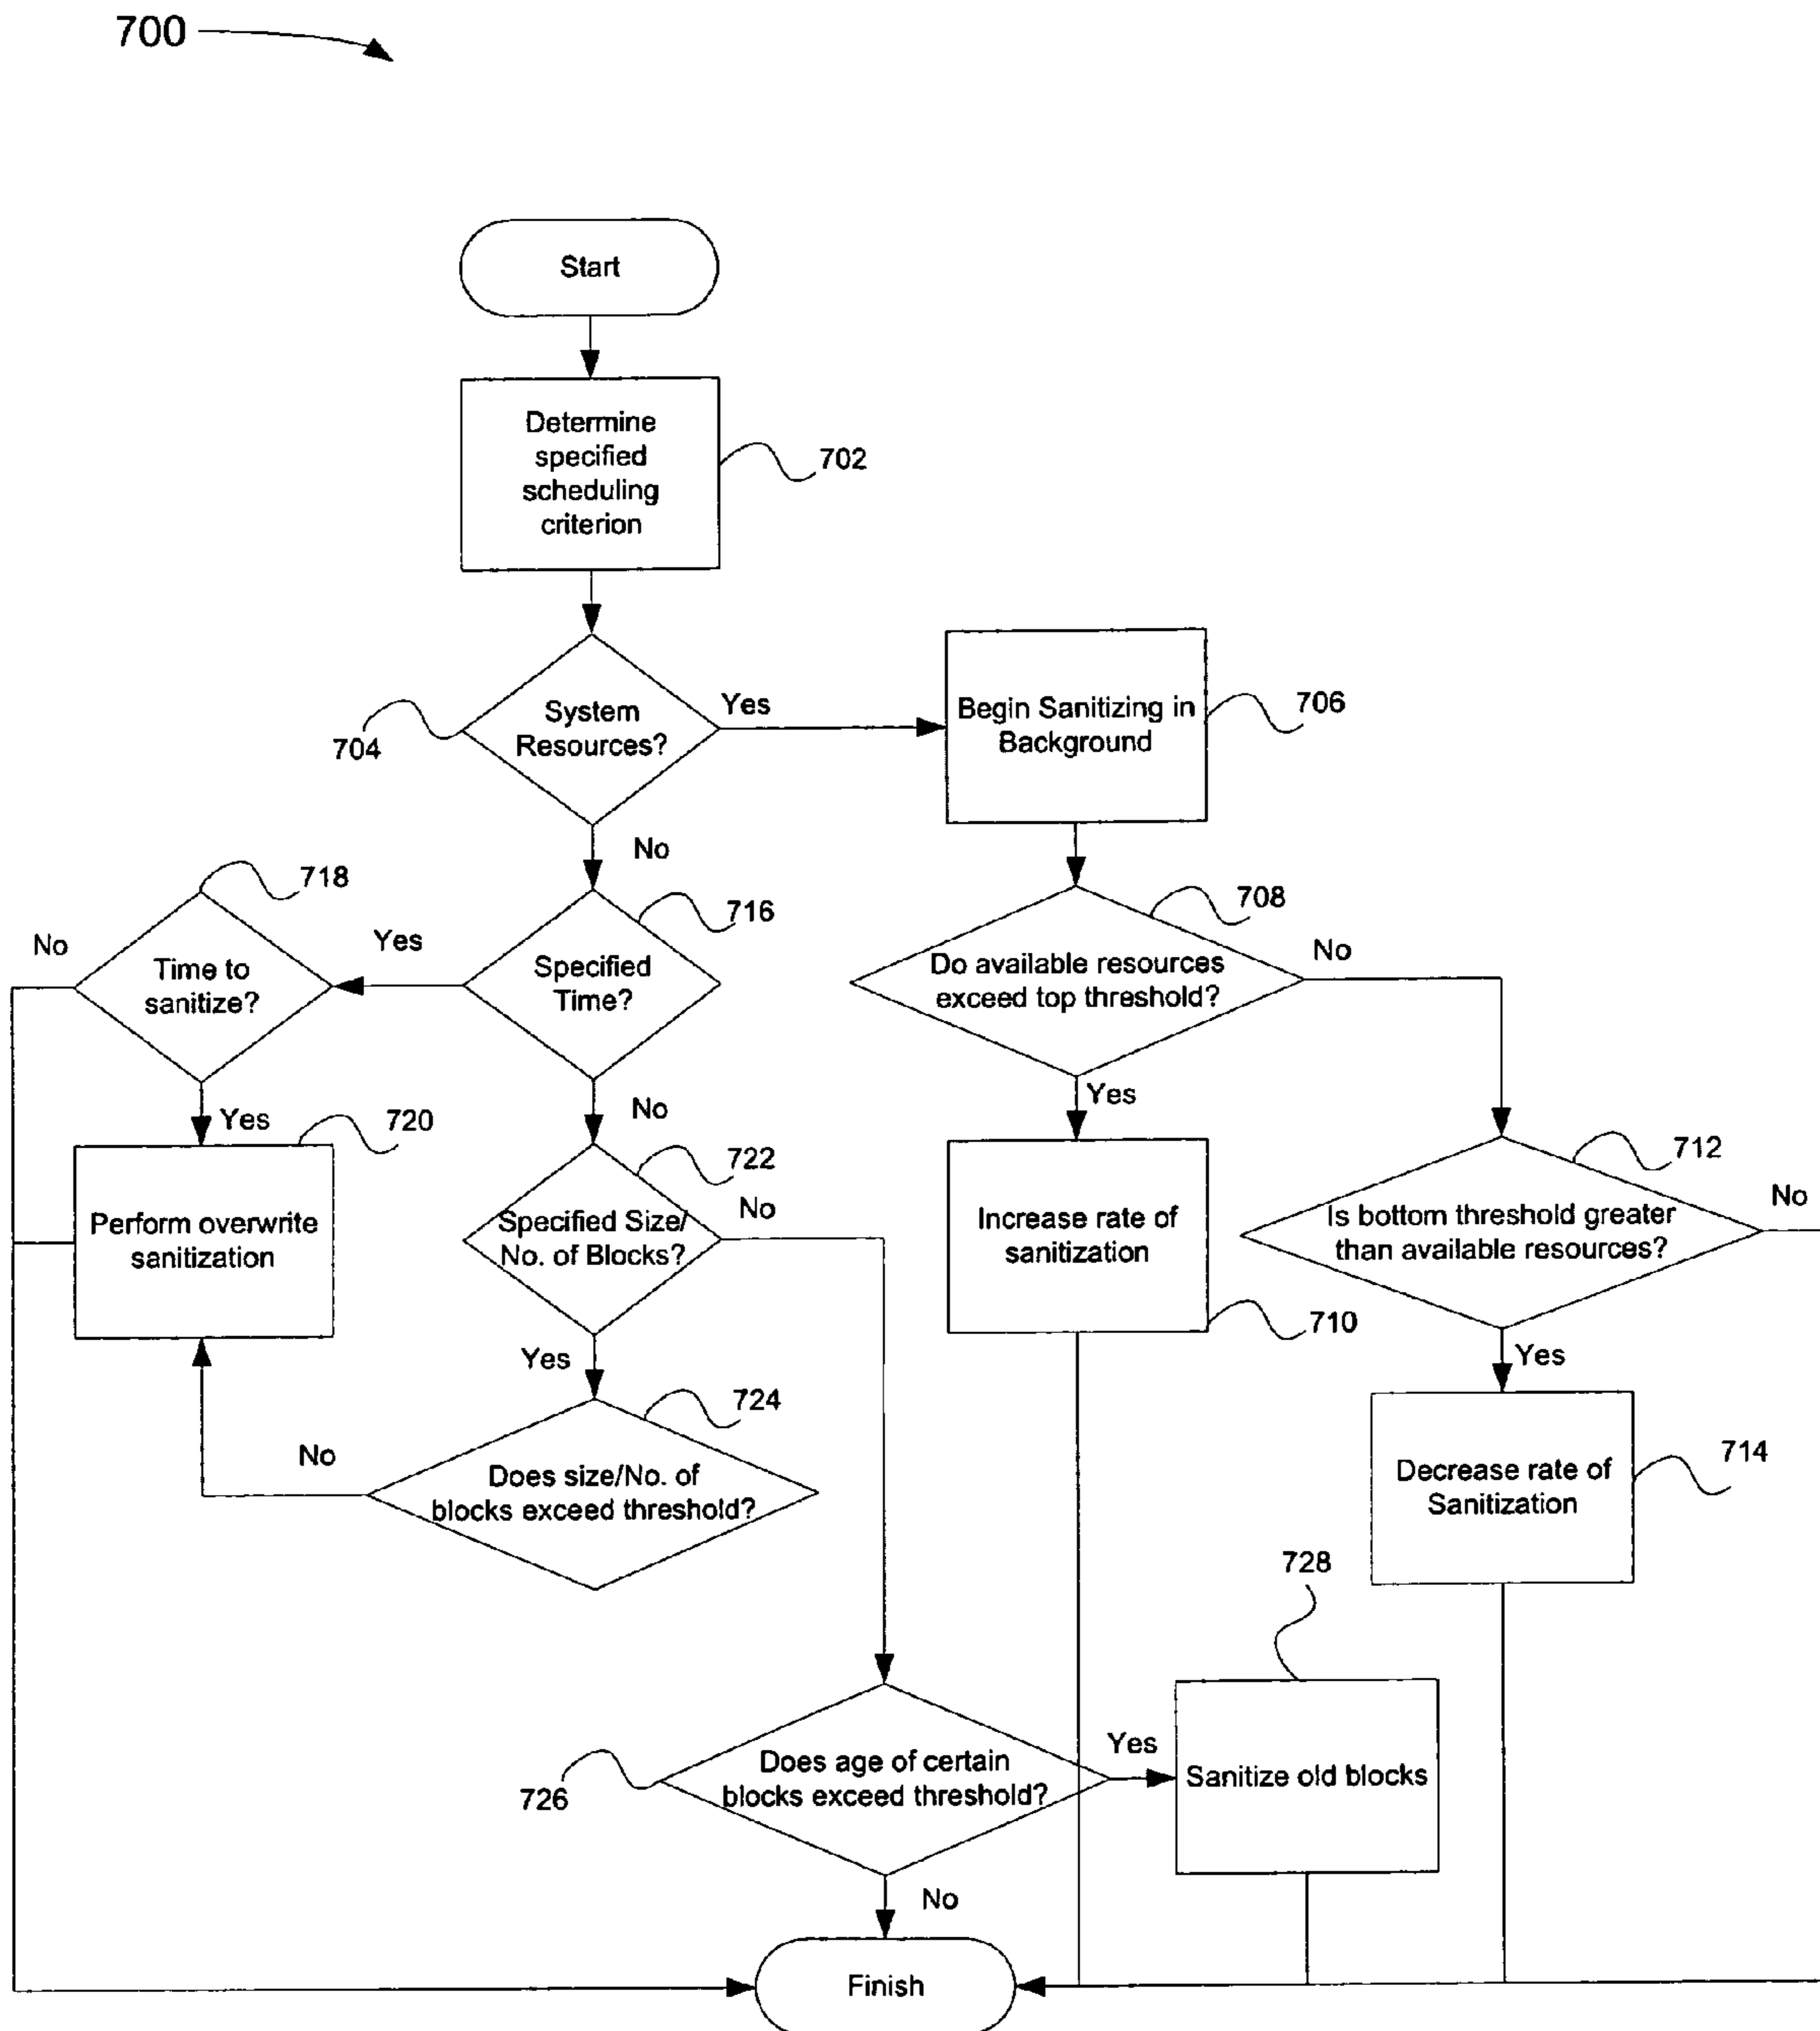 700
Start
Determine
specified
scheduling
criterion
702
System
Resources?
704
Yes
No
Begin Sanitizing in
Background
706
718
716
708
No
Time to
sanitize?
Yes
Specified
Time?
Do available resources
exceed top threshold?
No
Yes
720
No
Yes
Perform overwrite
sanitization
722
Specified Size/
No. of Blocks?
No
Increase rate of
sanitization
710
712
Is bottom threshold greater
than available resources?
No
Yes
Yes
724
No
Does size/No. of
blocks exceed threshold?
Decrease rate of
Sanitization
714
728
Does age of certain
blocks exceed threshold?
726
Yes
Sanitize old blocks
No
Finish